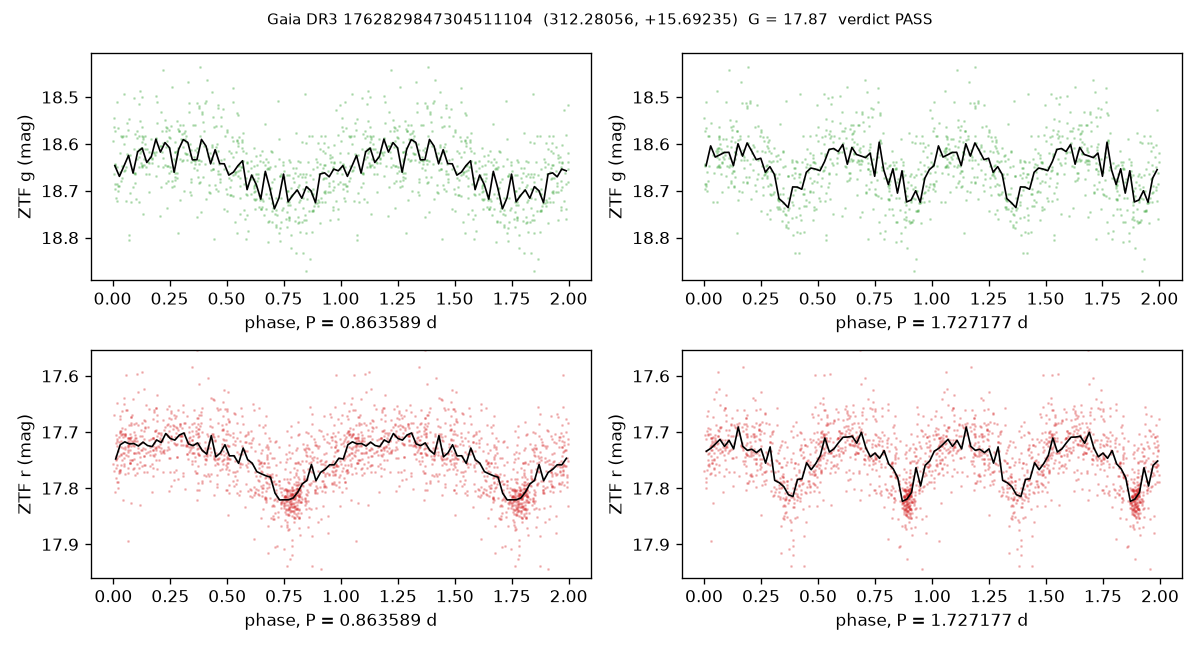 Gaia DR3 1762829847304511104  (312.28056, +15.69235)  G = 17.87  verdict PASS
ZTF g (mag)
18.5
18.6
18.7
18.8
0.00 0.25 0.50 0.75 1.00 1.25 1.50 1.75 2.00
phase, P = 0.863589 d
ZTF g (mag)
18.5
18.6
18.7
18.8
0.00 0.25 0.50 0.75 1.00 1.25 1.50 1.75 2.00
phase, P = 1.727177 d
ZTF r (mag)
17.6
17.7
17.8
17.9
0.00 0.25 0.50 0.75 1.00 1.25 1.50 1.75 2.00
phase, P = 0.863589 d
ZTF r (mag)
17.6
17.7
17.8
17.9
0.00 0.25 0.50 0.75 1.00 1.25 1.50 1.75 2.00
phase, P = 1.727177 d